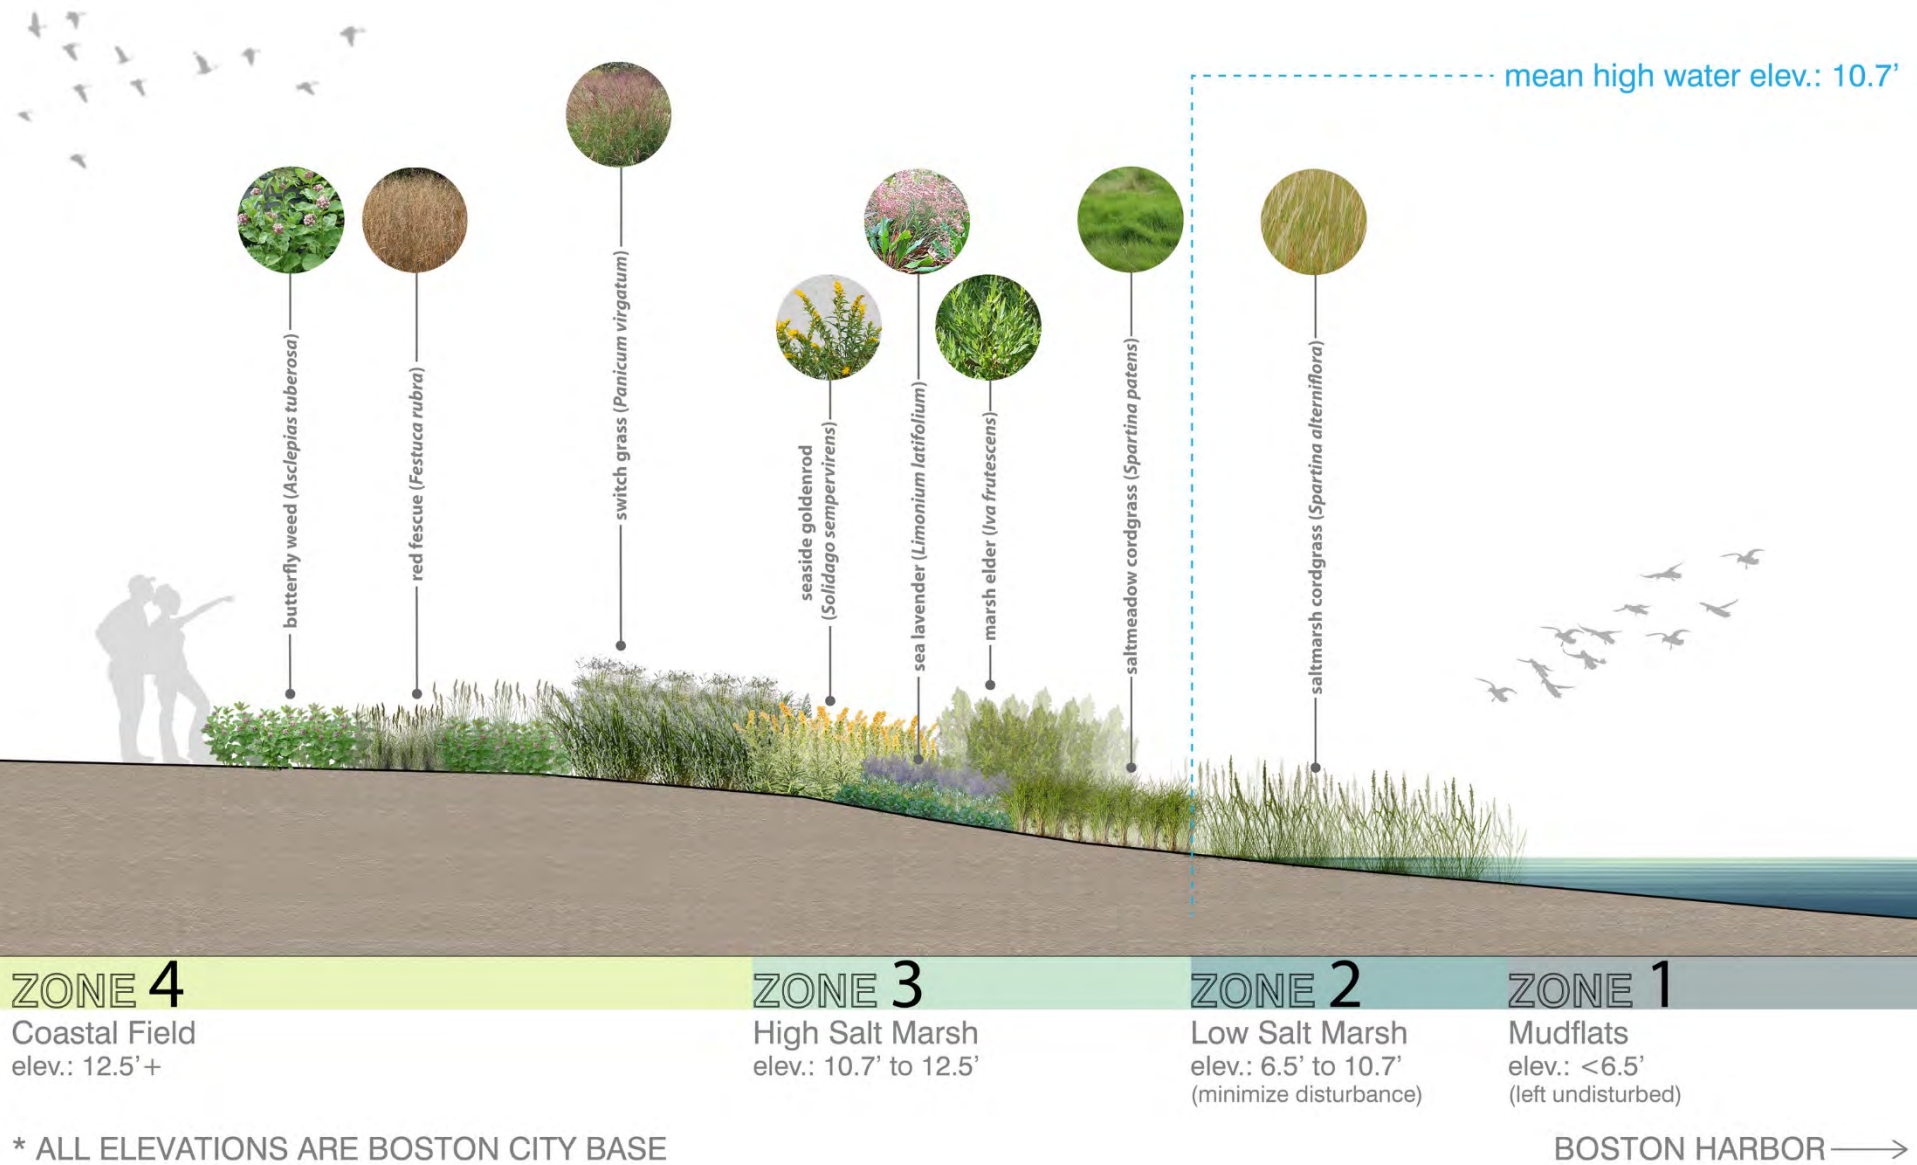 mean high water elev.: 10.7’
butterfly weed (Asclepias tuberosa)
red fescue (Festuca rubra)
switch grass (Panicum virgatum)
seaside goldenrod
(Solidago sempervirens)
sea lavender (Limonium latifolium)
marsh elder (Iva frutescens)
saltmeadow cordgrass (Spartina patens)
saltmarsh cordgrass (Spartina alterniflora)
ZONE 4
Coastal Field
elev.: 12.5’+
ZONE 3
High Salt Marsh
elev.: 10.7’ to 12.5’
ZONE 2
Low Salt Marsh
elev.: 6.5’ to 10.7’
(minimize disturbance)
ZONE 1
Mudflats
elev.: <6.5’
(left undisturbed)
* ALL ELEVATIONS ARE BOSTON CITY BASE
BOSTON HARBOR